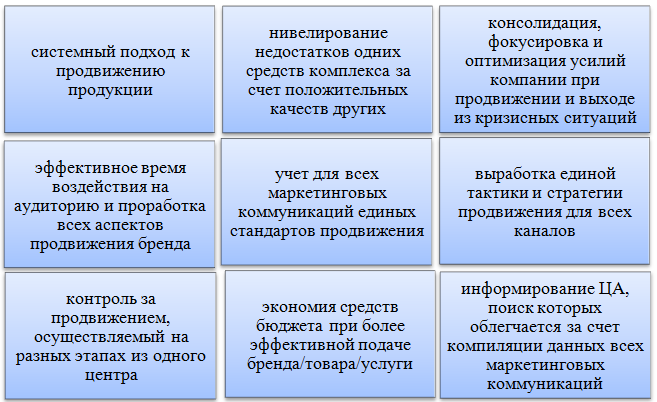 системный подход к
продвижению
продукции
нивелирование
недостатков одних
средств комплекса за
счет положительных
качеств других
консолидация,
фокусировка и
оптимизация усилий
компании при
продвижении и выходе
из кризисных ситуаций
эффективное время
воздействия на
аудиторию и проработка
всех аспектов
продвижения бренда
учет для всех
маркетинговых
коммуникаций единых
стандартов продвижения
выработка единой
тактики и стратегии
продвижения для всех
каналов
контроль за
продвижением,
осуществляемый на
разных этапах из одного
центра
экономия средств
бюджета при более
эффективной подаче
бренда/товара/услуги
информирование ЦА,
поиск которых
облегчается за счет
компиляции данных всех
маркетинговых
коммуникаций